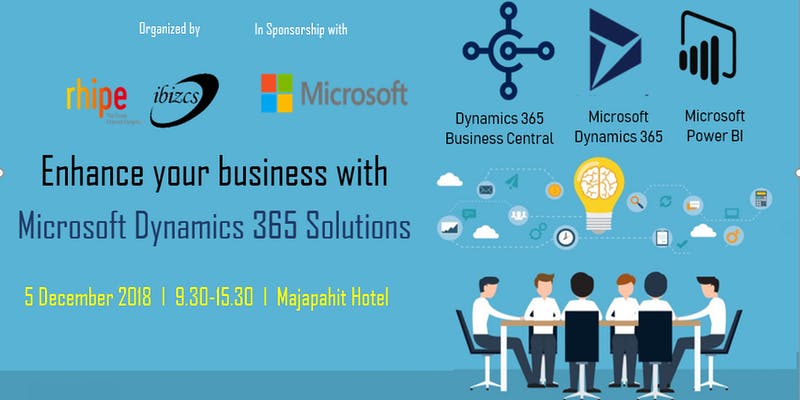 Organized by
In Sponsorship with
rhipe
ibizcs
Microsoft
Enhance your business with
Microsoft Dynamics 365 Solutions
5 December 2018 | 9.30-15.30 | Majapahit Hotel
Dynamics 365
Business Central
Microsoft
Dynamics 365
Microsoft
Power BI